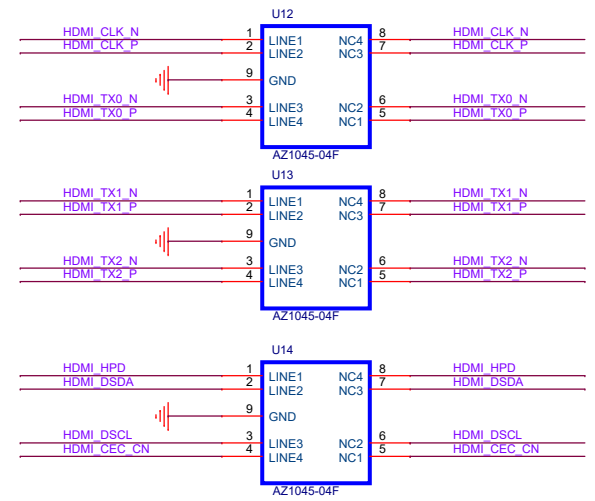 U12
HDMI_CLK_N 1 LINE1 NC4 8 HDMI_CLK_N
HDMI_CLK_P 2 LINE2 NC3 7 HDMI_CLK_P
9 GND
HDMI_TX0_N 3 LINE3 NC2 6 HDMI_TX0_N
HDMI_TX0_P 4 LINE4 NC1 5 HDMI_TX0_P
AZ1045-04F
U13
HDMI_TX1_N 1 LINE1 NC4 8 HDMI_TX1_N
HDMI_TX1_P 2 LINE2 NC3 7 HDMI_TX1_P
9 GND
HDMI_TX2_N 3 LINE3 NC2 6 HDMI_TX2_N
HDMI_TX2_P 4 LINE4 NC1 5 HDMI_TX2_P
AZ1045-04F
U14
HDMI_HPD 1 LINE1 NC4 8 HDMI_HPD
HDMI_DSDA 2 LINE2 NC3 7 HDMI_DSDA
9 GND
HDMI_DSCL 3 LINE3 NC2 6 HDMI_DSCL
HDMI_CEC_CN 4 LINE4 NC1 5 HDMI_CEC_CN
AZ1045-04F